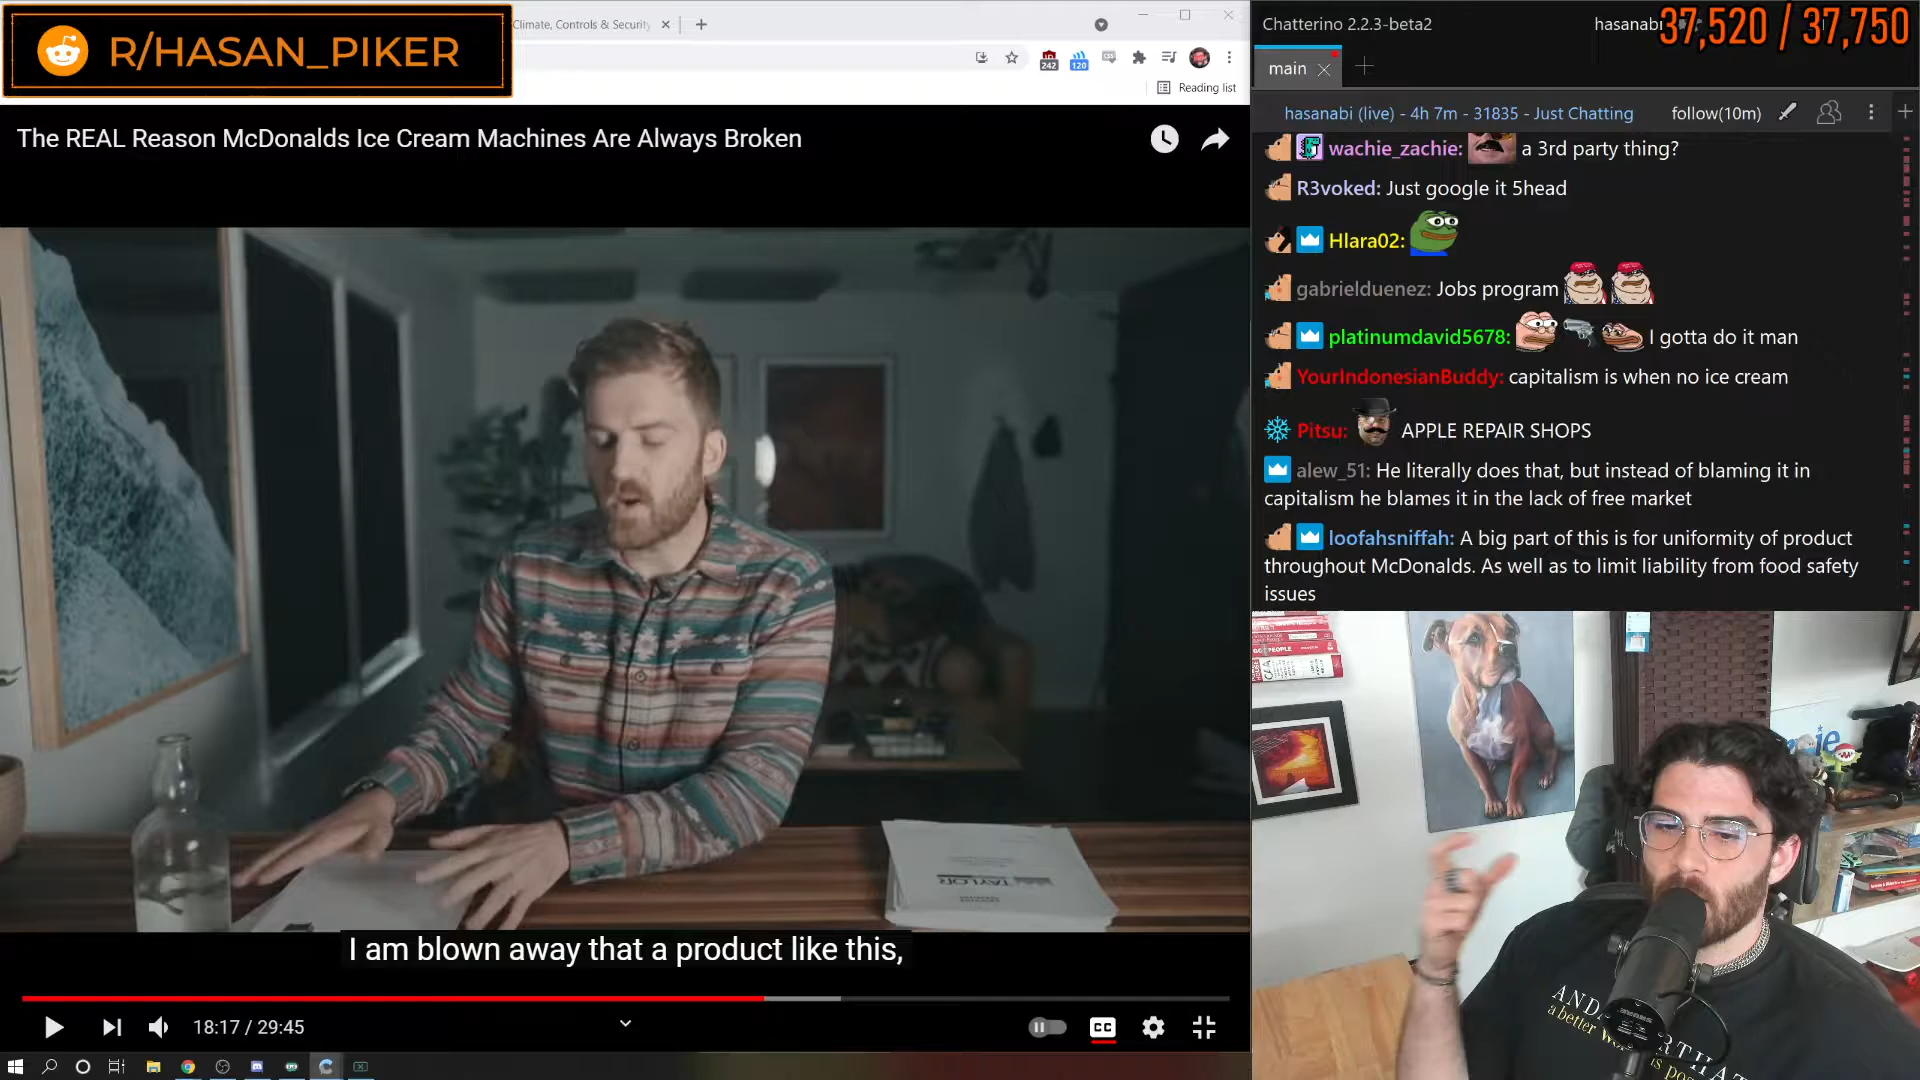 R/HASAN_PIKER
Climate, Controls & Security
242
120
Reading list
The REAL Reason McDonalds Ice Cream Machines Are Always Broken
TAYLOR
I am blown away that a product like this,
18:17 / 29:45
CC
Chatterino 2.2.3-beta2
hasanabi
37,520 / 37,750
main
hasanabi (live) - 4h 7m - 31835 - Just Chatting
follow(10m)
wachie_zachie: a 3rd party thing?
R3voked: Just google it 5head
Hlara02:
gabrielduenez: Jobs program
platinumdavid5678: I gotta do it man
YourIndonesianBuddy: capitalism is when no ice cream
Pitsu: APPLE REPAIR SHOPS
alew_51: He literally does that, but instead of blaming it in
capitalism he blames it in the lack of free market
loofahsniffah: A big part of this is for uniformity of product
throughout McDonalds. As well as to limit liability from food safety
issues
PEOPLE
a better